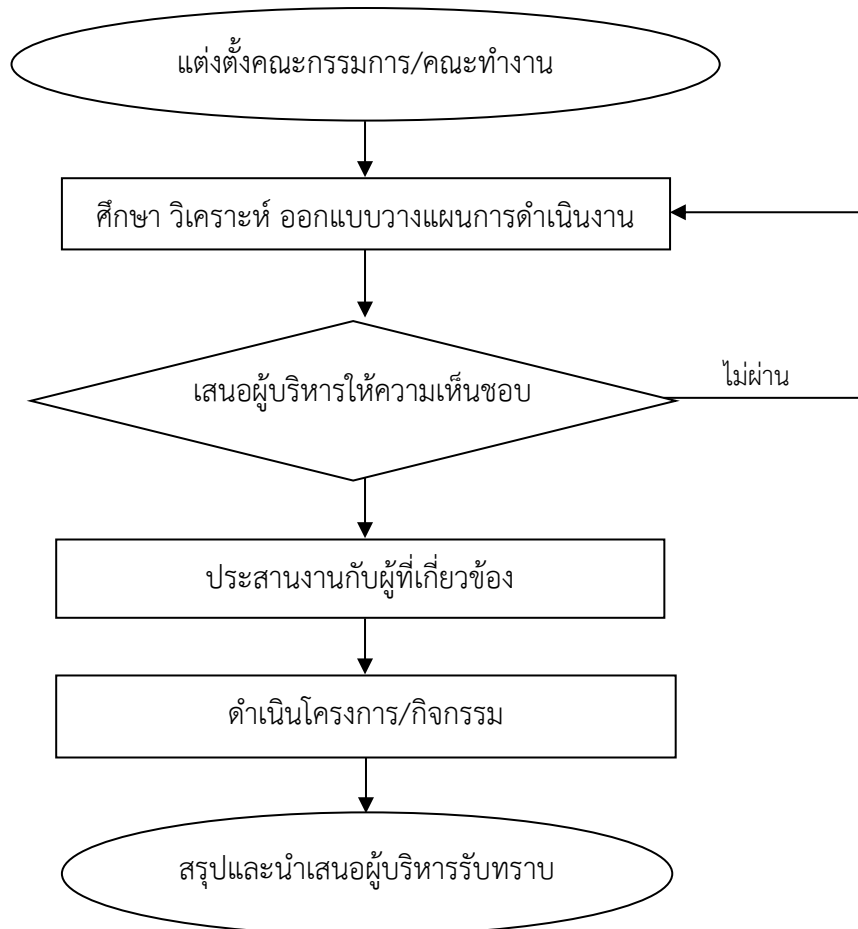 แต่งตั้งคณะกรรมการ/คณะทำงาน
ศึกษา วิเคราะห์ ออกแบบวางแผนการดำเนินงาน
เสนอผู้บริหารให้ความเห็นชอบ
ไม่ผ่าน
ประสานงานกับผู้ที่เกี่ยวข้อง
ดำเนินโครงการ/กิจกรรม
สรุปและนำเสนอผู้บริหารรับทราบ